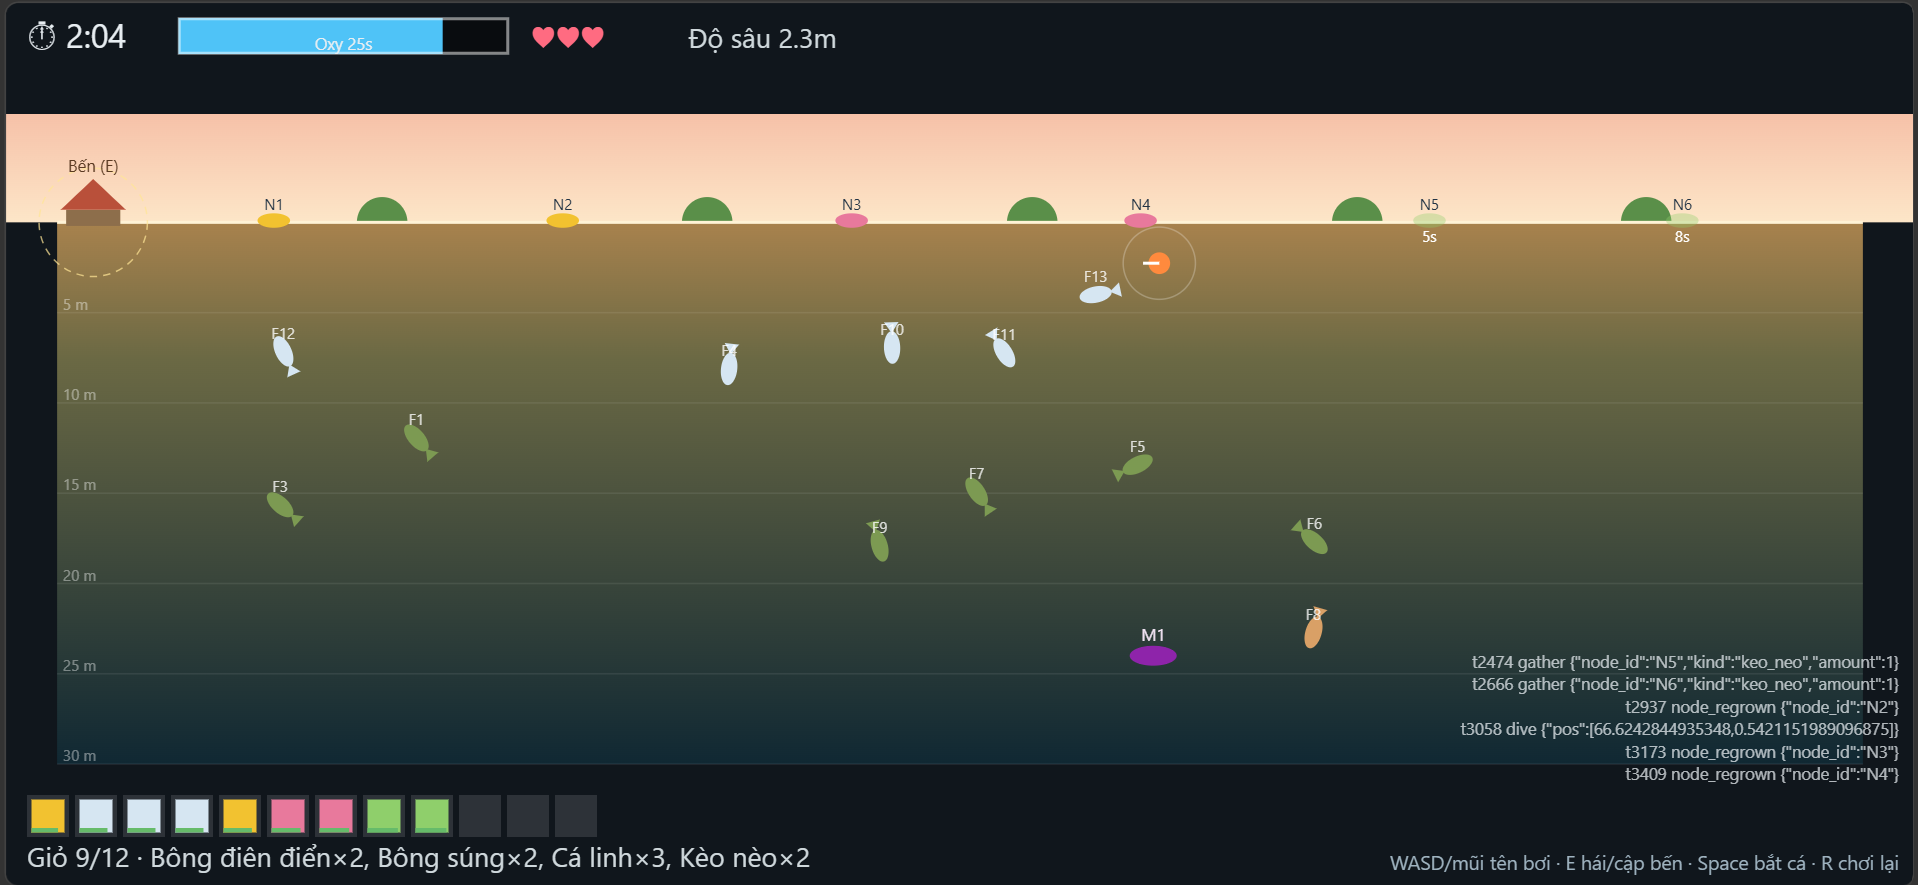 ⏱ 2:04
Oxy 25s
Độ sâu 2.3m
Bến (E)
N1
N2
N3
N4
N5
N6
5s
8s
F13
5 m
F12
F10
F11
10 m
F1
F5
F7
15 m
F3
F9
F6
20 m
F8
M1
25 m
30 m
t2474 gather {"node_id":"N5","kind":"keo_neo","amount":1}
t2666 gather {"node_id":"N6","kind":"keo_neo","amount":1}
t2937 node_regrown {"node_id":"N2"}
t3058 dive {"pos":[66.6242844935348,0.5421151989096875]}
t3173 node_regrown {"node_id":"N3"}
t3409 node_regrown {"node_id":"N4"}
Giỏ 9/12 · Bông điên điển×2, Bông súng×2, Cá linh×3, Kèo nèo×2
WASD/mũi tên bơi · E hái/cập bến · Space bắt cá · R chơi lại